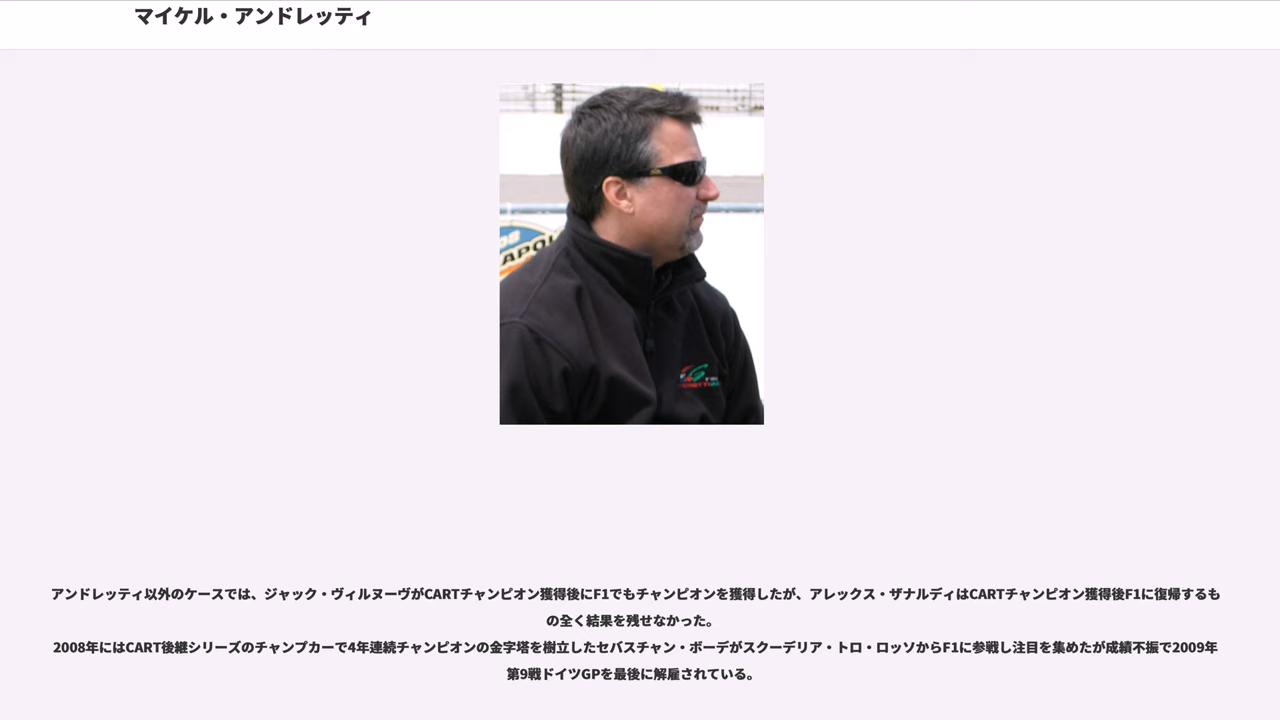 マイケル・アンドレッティ
APOL
アンドレッティ以外のケースでは、ジャック・ヴィルヌーヴがCARTチャンピオン獲得後にF1でもチャンピオンを獲得したが、アレックス・ザナルディはCARTチャンピオン獲得後F1に復帰するも
の全く結果を残せなかった。
2008年にはCART後継シリーズのチャンプカーで4年連続チャンピオンの金字塔を樹立したセバスチャン・ボーデがスクーデリア・トロ・ロッソからF1に参戦し注目を集めたが成績不振で2009年
第9戦ドイツGPを最後に解雇されている。